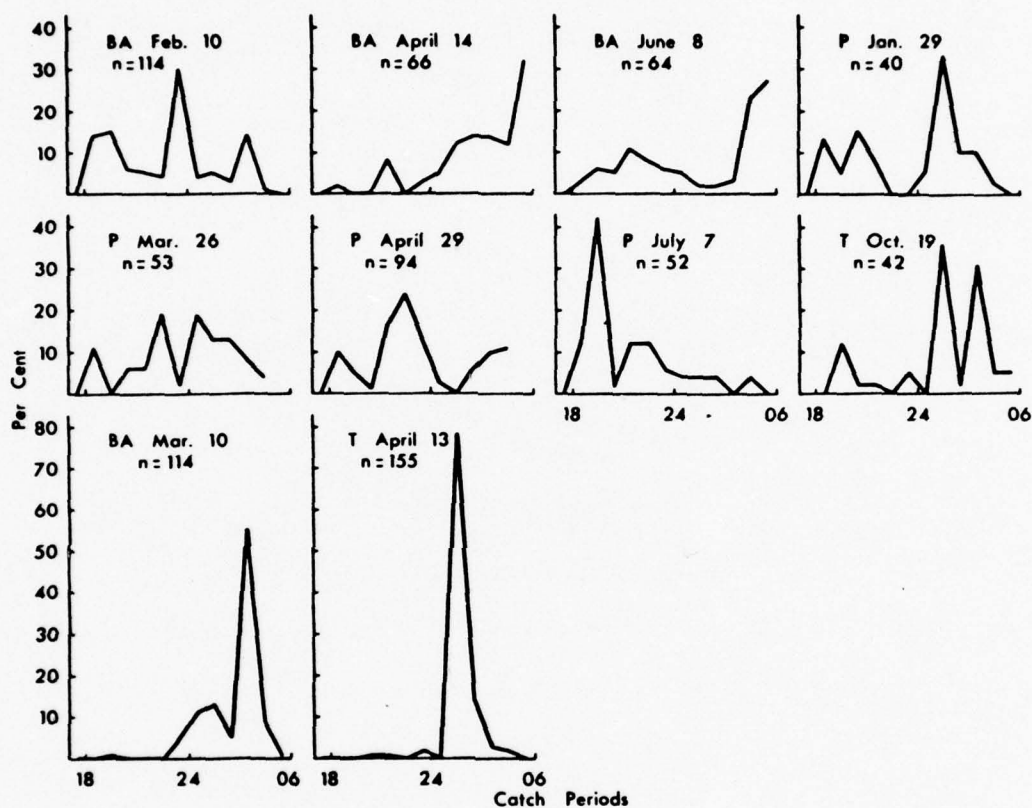 40
30
20
10
BA Feb. 10
n=114
BA April 14
n=66
BA June 8
n=64
P Jan. 29
n=40
40
30
20
10
P Mar. 26
n=53
P April 29
n=94
P July 7
n=52
T Oct. 19
n=42
18 24 06
18 24 06
Per Cent
80
70
60
50
40
30
20
10
BA Mar. 10
n=114
T April 13
n=155
18 24 06
24 06
18
Catch Periods